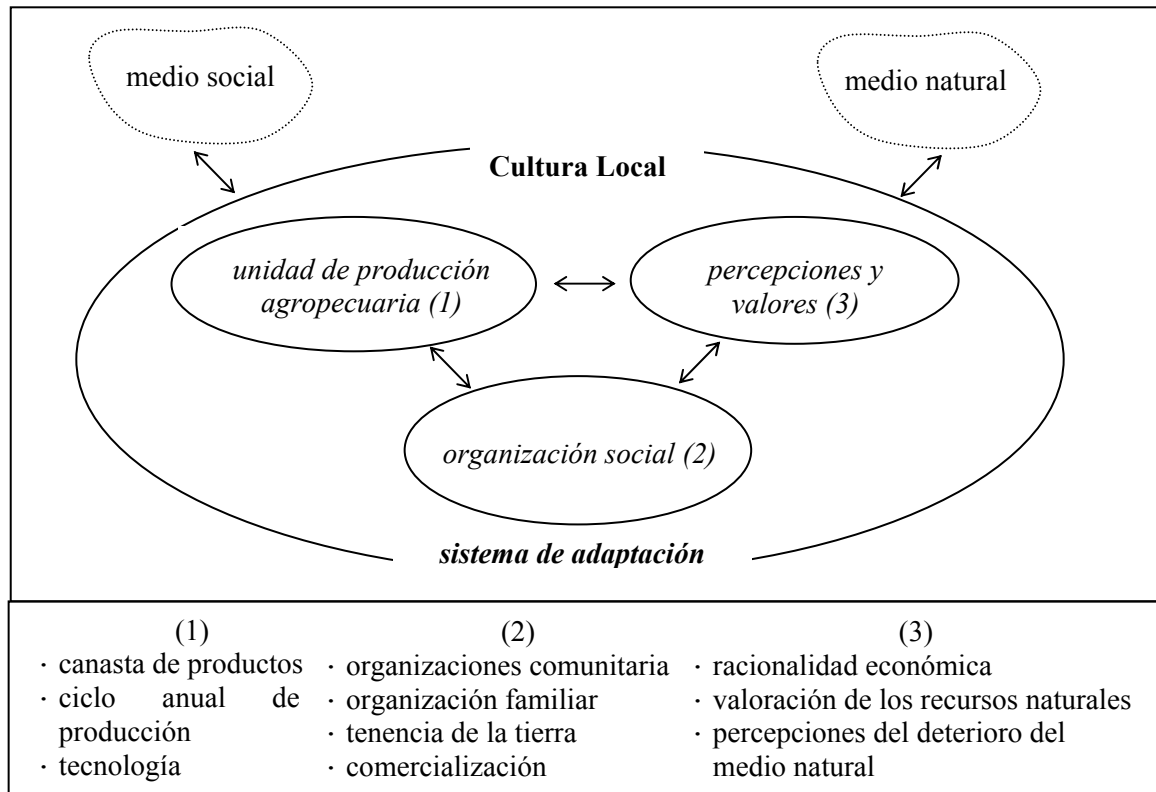 medio social
medio natural
Cultura Local
unidad de producción
agropecuaria (1)
percepciones y
valores (3)
organización social (2)
sistema de adaptación
(1)
· canasta de productos
· ciclo anual de
producción
· tecnología
(2)
· organizaciones comunitaria
· organización familiar
· tenencia de la tierra
· comercialización
(3)
· racionalidad económica
· valoración de los recursos naturales
· percepciones del deterioro del
medio natural